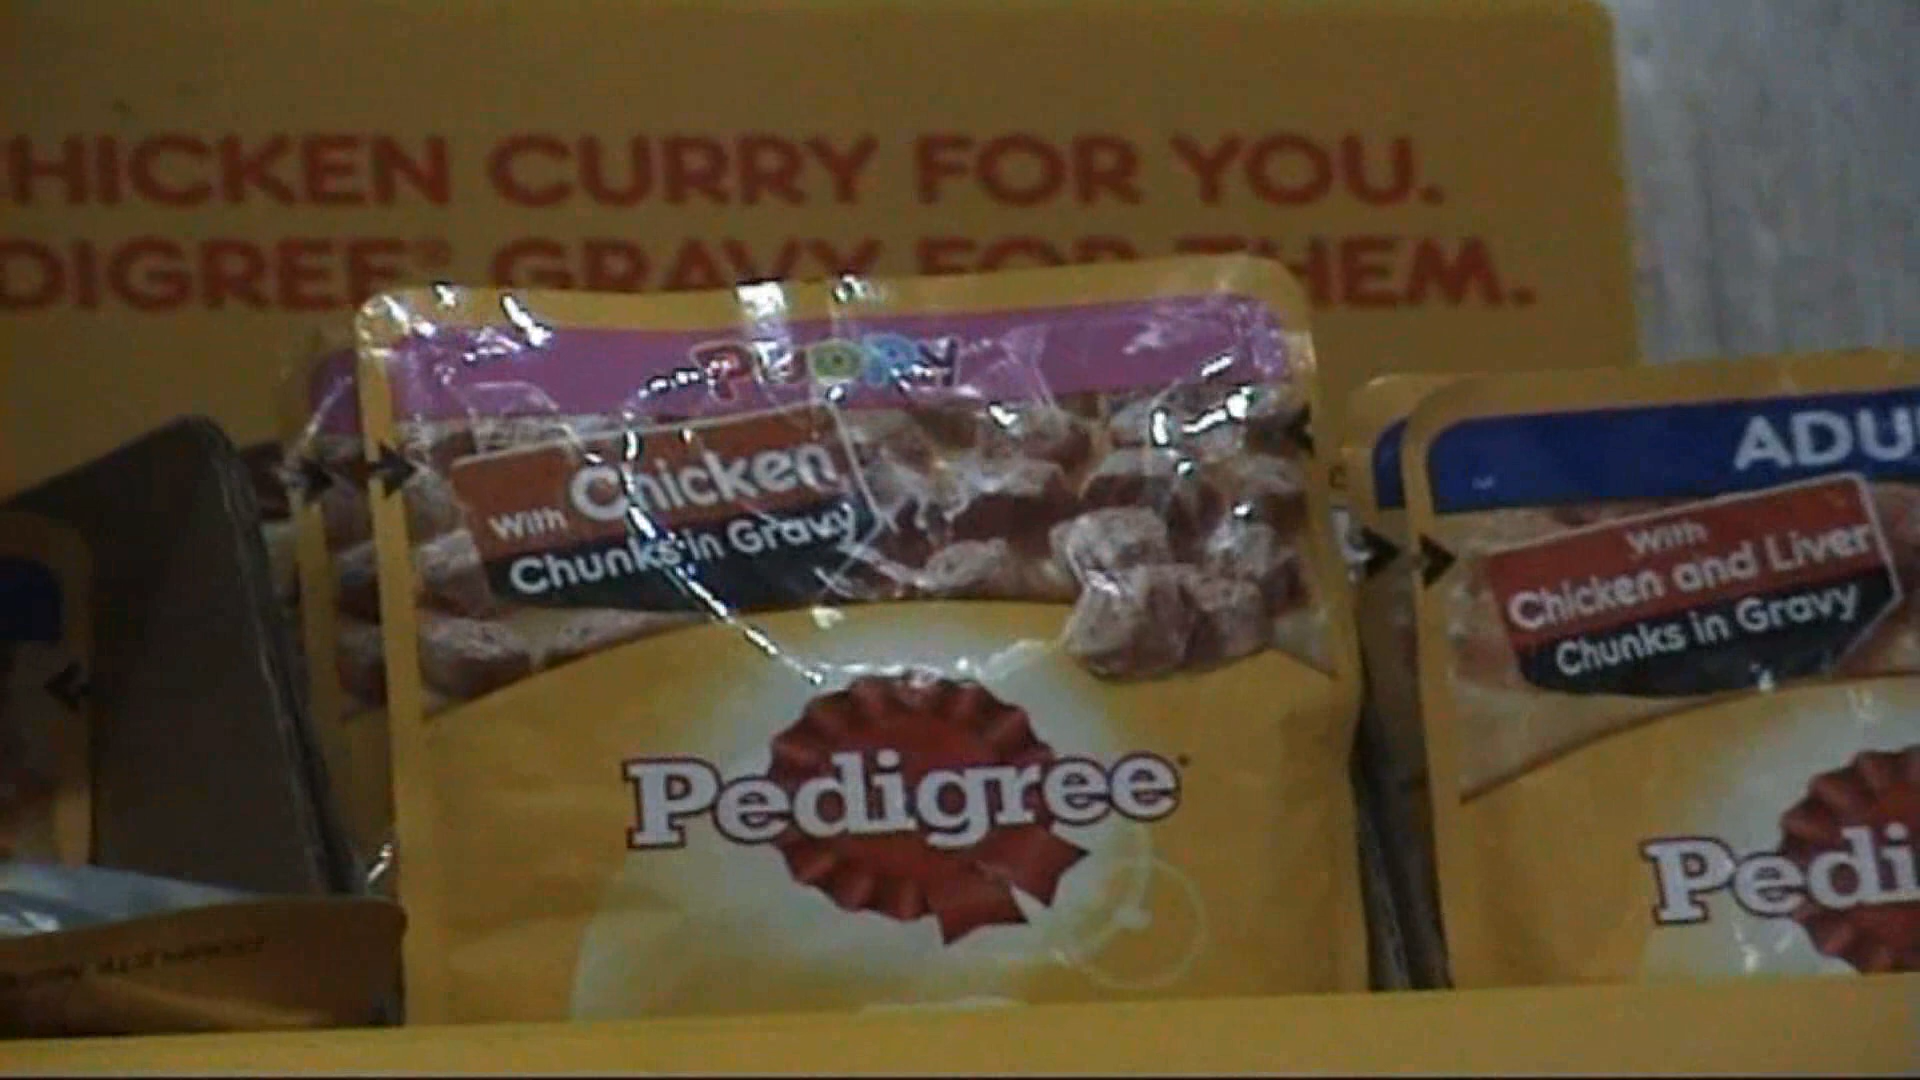 HICKEN CURRY FOR YOU.
DIGREE GRAVY FOR THEM.
PUPPY
With Chicken
Chunks in Gravy
Pedigree
ADU
With
Chicken and Liver
Chunks in Gravy
Pedi